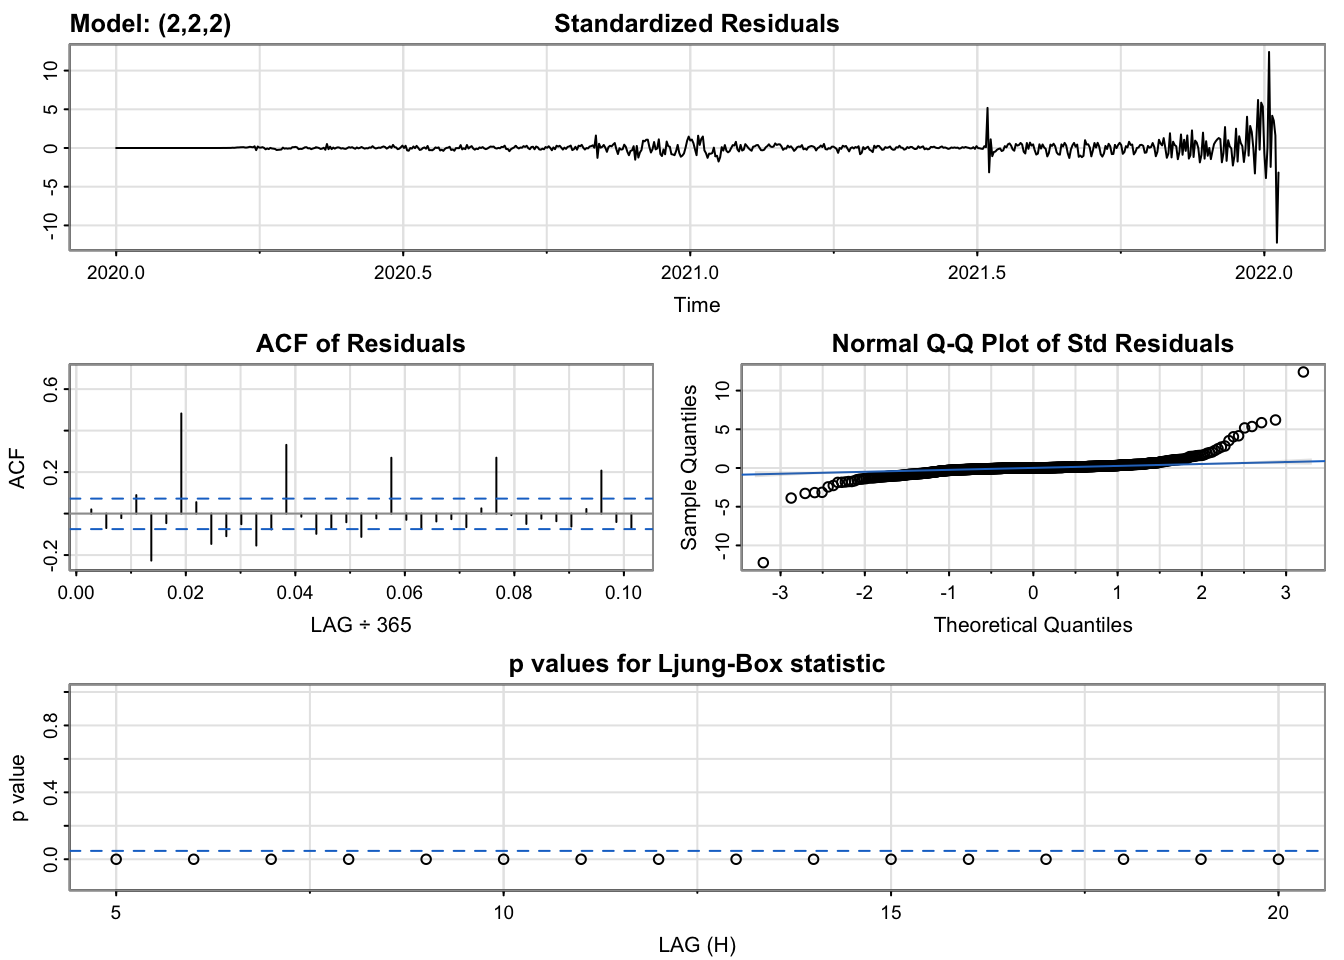 Model: (2,2,2) Standardized Residuals
10
5
0
-5
-10
2020.0 2020.5 2021.0 2021.5 2022.0
Time
ACF of Residuals
ACF
0.6
0.2
-0.2
0.00 0.02 0.04 0.06 0.08 0.10
LAG ÷ 365
Normal Q-Q Plot of Std Residuals
Sample Quantiles
10
5
0
-5
-10
-3 -2 -1 0 1 2 3
Theoretical Quantiles
p values for Ljung-Box statistic
p value
0.8
0.4
0.0
5 10 15 20
LAG (H)